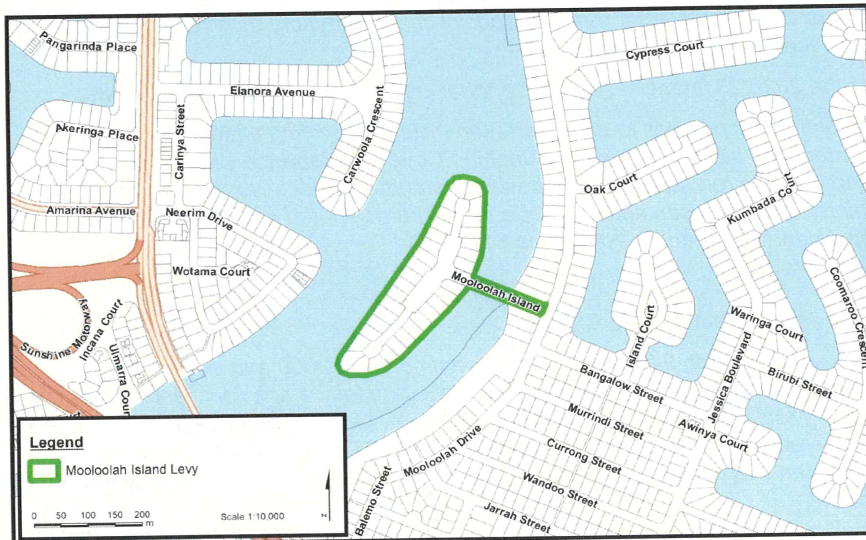 Pangarinda Place
Cypress Court
Elanora Avenue
Akeringa Place
Carinya Street
Carwoola Crescent
Oak Court
Kumbada Court
Amarina Avenue
Neerim Drive
Wotama Court
Mooloolah Island
Sunshine Motorway
Incana Court
Ulmarra Court
Island Court
Waringa Court
Coomaroo Crescent
Jessica Boulevard
Bangalow Street
Birubi Street
Murrindi Street
Awinya Court
Mooloolah Drive
Currong Street
Wandoo Street
Balemo Street
Jarrah Street
Legend
Mooloolah Island Levy
0 50 100 150 200
m
Scale 1:10,000
N